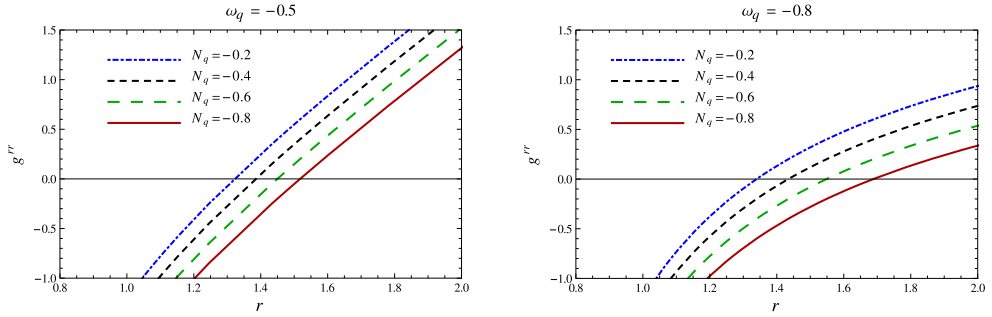 ω_q = −0.5
1.5
1.0
0.5
0.0
−0.5
−1.0
g^rr
N_q = −0.2
N_q = −0.4
N_q = −0.6
N_q = −0.8
0.8 1.0 1.2 1.4 1.6 1.8 2.0
r
ω_q = −0.8
1.5
1.0
0.5
0.0
−0.5
−1.0
g^rr
N_q = −0.2
N_q = −0.4
N_q = −0.6
N_q = −0.8
0.8 1.0 1.2 1.4 1.6 1.8 2.0
r